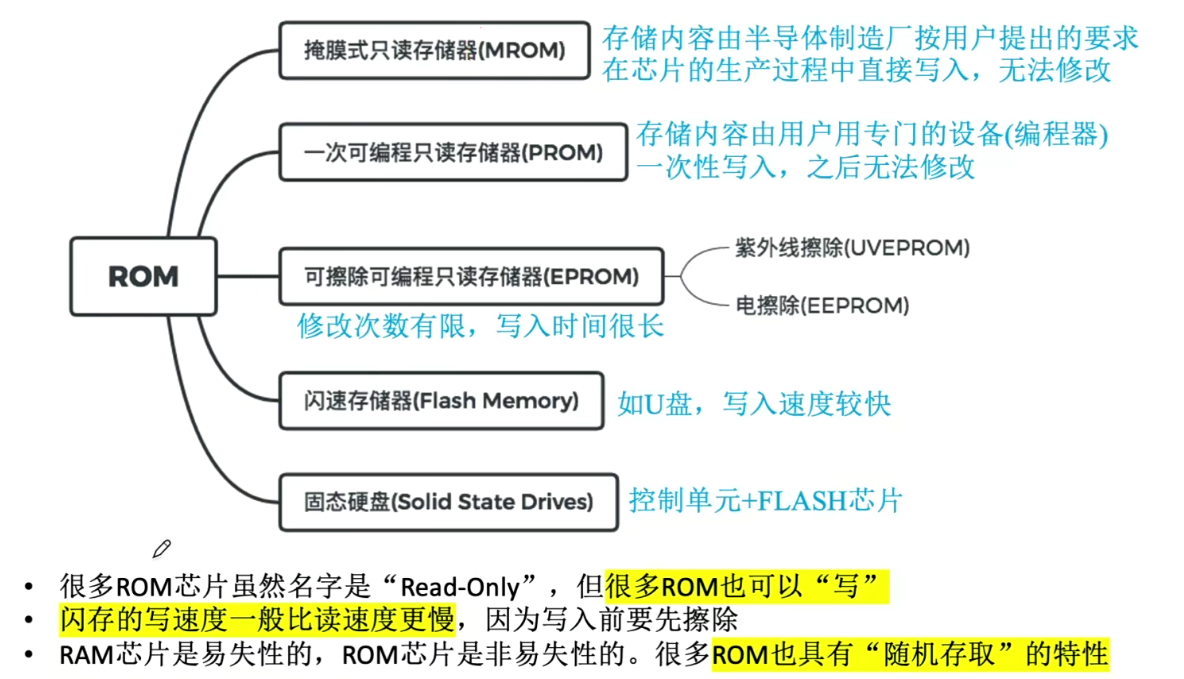 掩膜式只读存储器(MROM)
存储内容由半导体制造厂按用户提出的要求
在芯片的生产过程中直接写入，无法修改
一次可编程只读存储器(PROM)
存储内容由用户用专门的设备(编程器)
一次性写入，之后无法修改
ROM
可擦除可编程只读存储器(EPROM)
紫外线擦除(UVEPROM)
电擦除(EEPROM)
修改次数有限，写入时间很长
闪速存储器(Flash Memory)
如U盘，写入速度较快
固态硬盘(Solid State Drives)
控制单元+FLASH芯片
• 很多ROM芯片虽然名字是“Read-Only”，但很多ROM也可以“写”
• 闪存的写速度一般比读速度更慢，因为写入前要先擦除
• RAM芯片是易失性的，ROM芯片是非易失性的。很多ROM也具有“随机存取”的特性